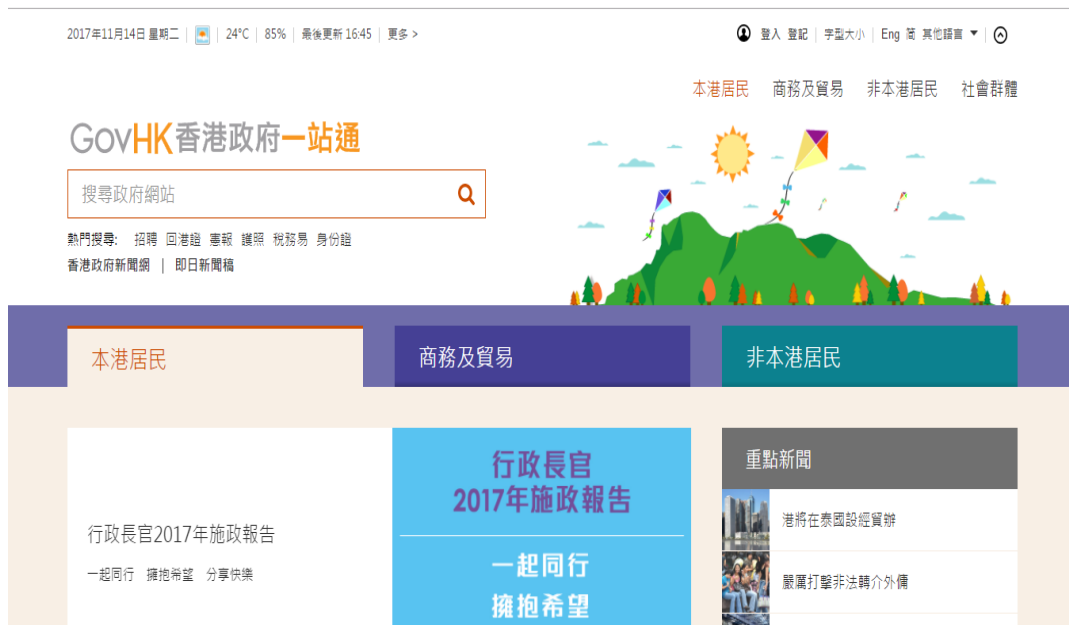 2017年11月14日 星期二 | 24°C | 85% | 最後更新 16:45 | 更多 >
登入 登記 | 字型大小 | Eng 简 其他語言
本港居民 商務及貿易 非本港居民 社會群體
GovHK香港政府一站通
搜尋政府網站
熱門搜尋: 招聘 回港證 憲報 護照 稅務易 身份證
香港政府新聞網 | 即日新聞稿
本港居民
商務及貿易
非本港居民
行政長官2017年施政報告
一起同行 擁抱希望 分享快樂
行政長官
2017年施政報告
一起同行
擁抱希望
重點新聞
港將在泰國設經貿辦
嚴厲打擊非法轉介外傭